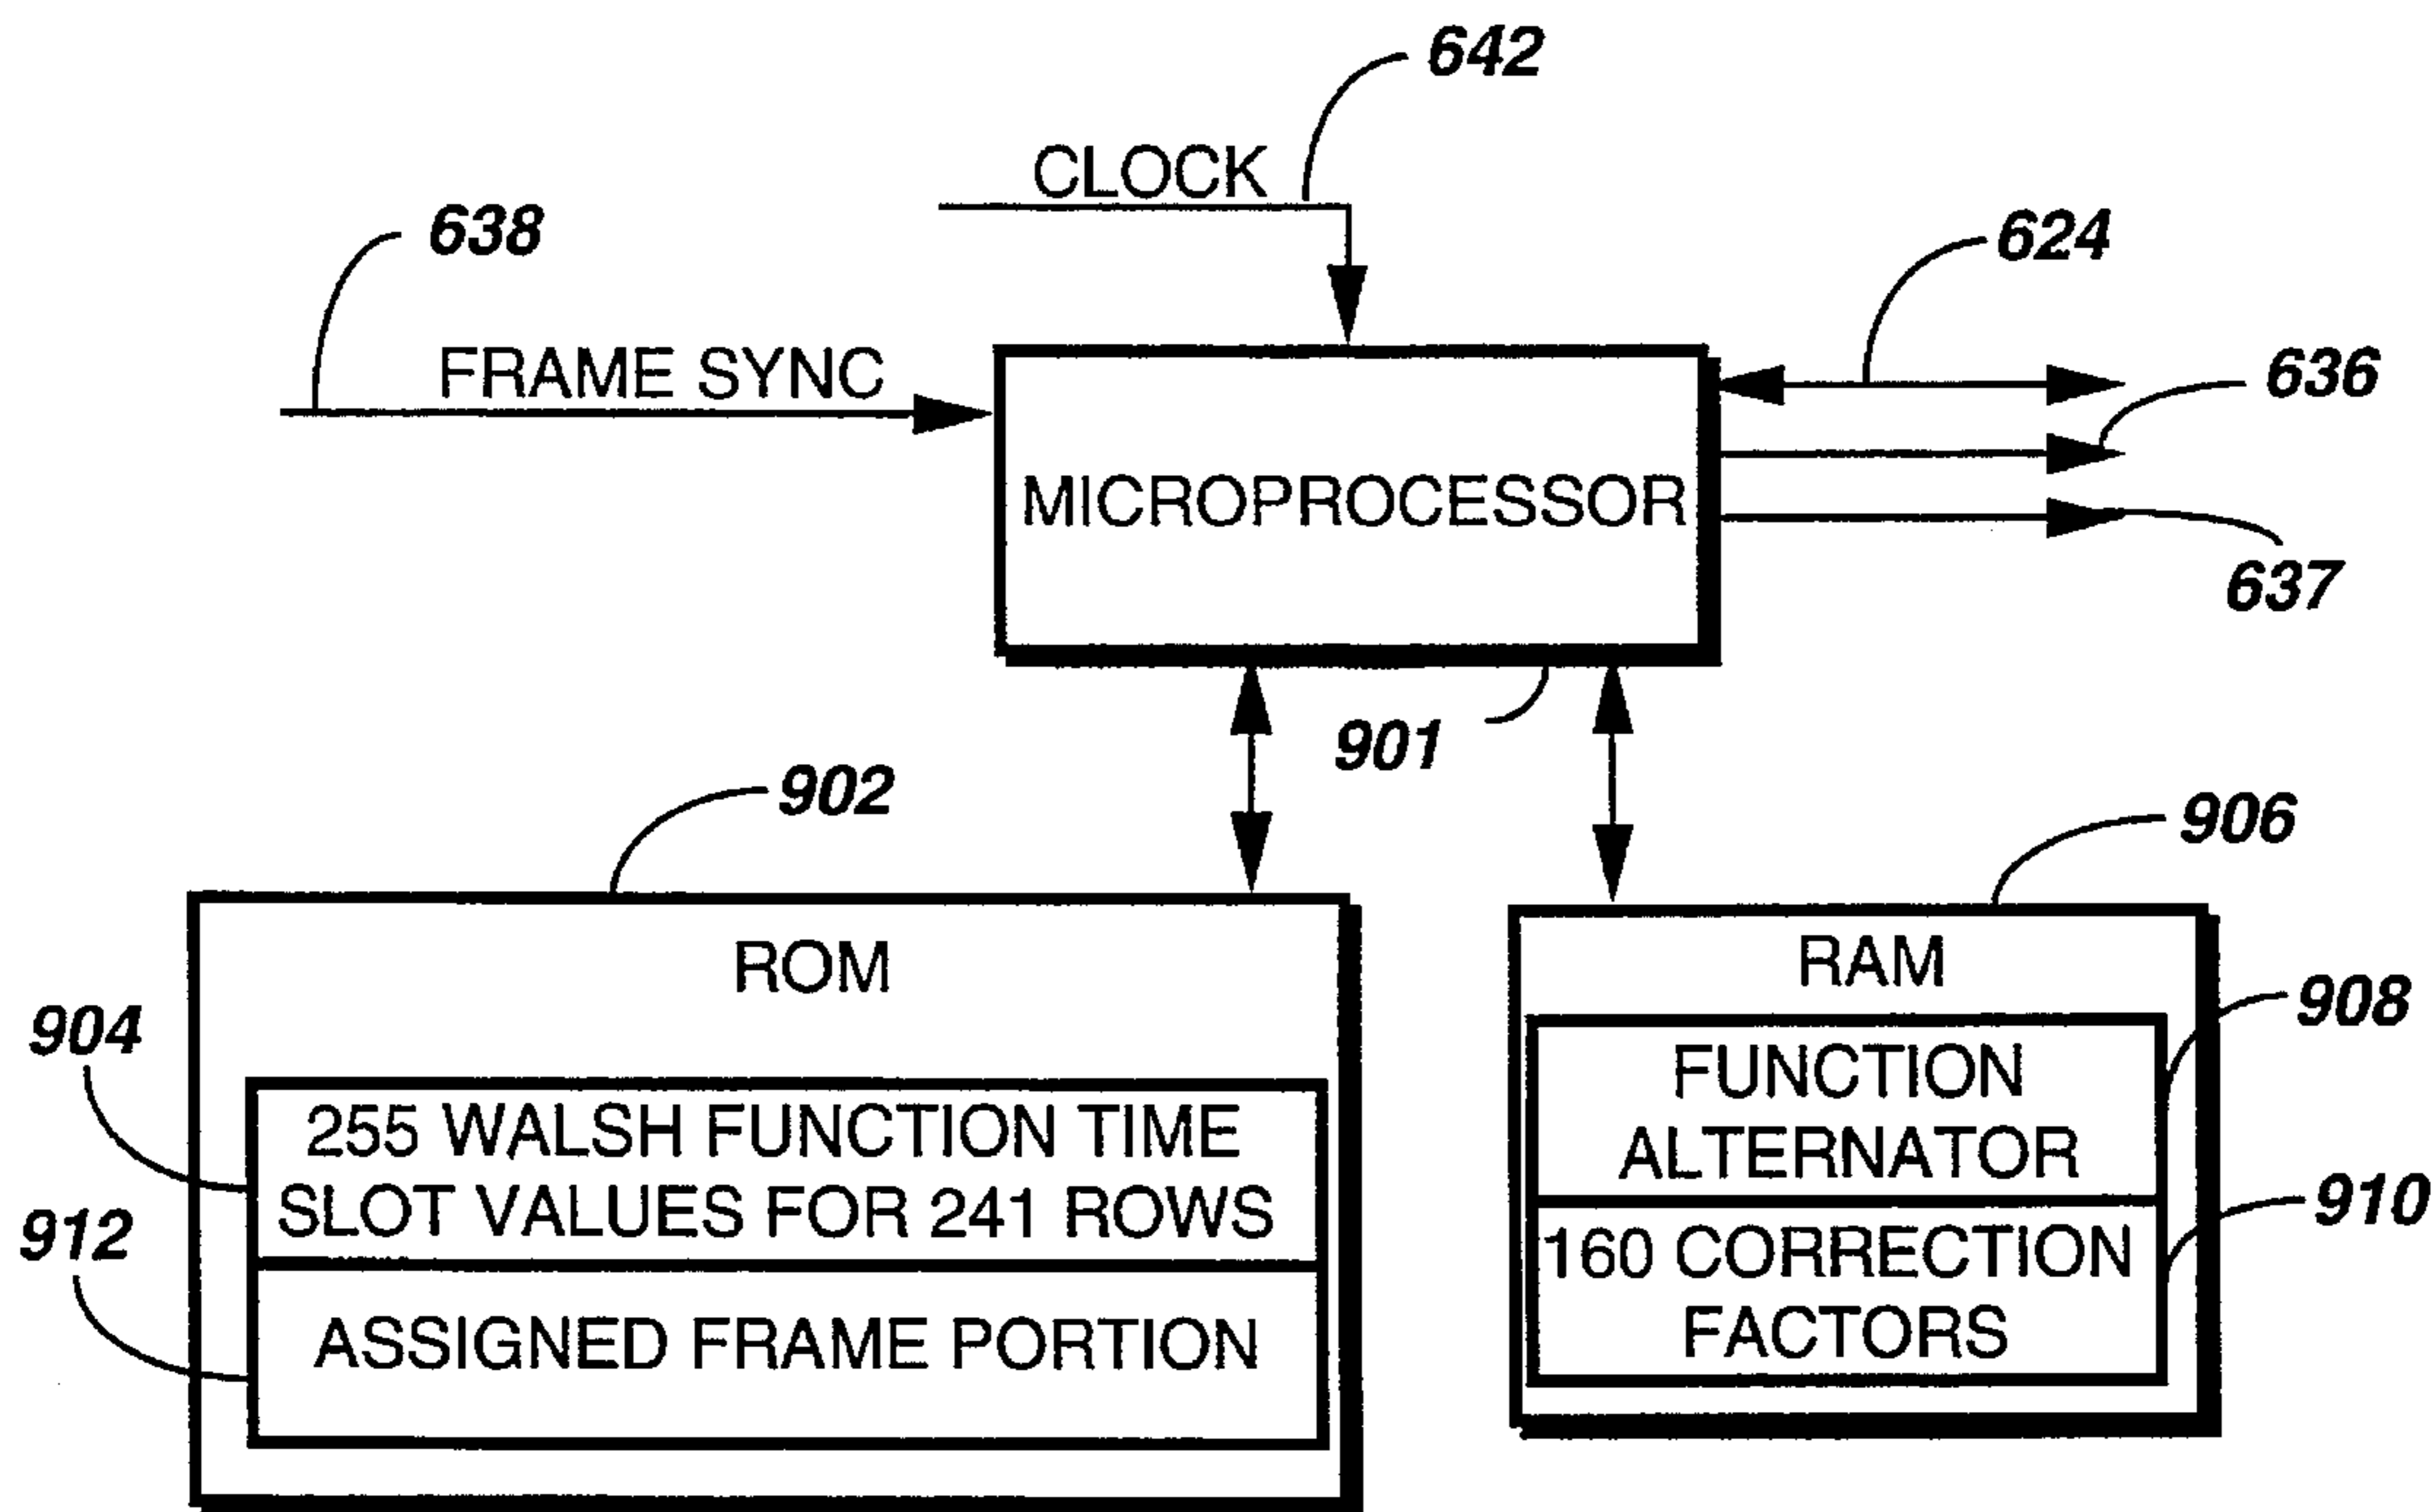 642
CLOCK
638
624
FRAME SYNC
636
MICROPROCESSOR
637
901
902
906
ROM
RAM
904
908
255 WALSH FUNCTION TIME
SLOT VALUES FOR 241 ROWS
FUNCTION
ALTERNATOR
912
910
ASSIGNED FRAME PORTION
160 CORRECTION
FACTORS